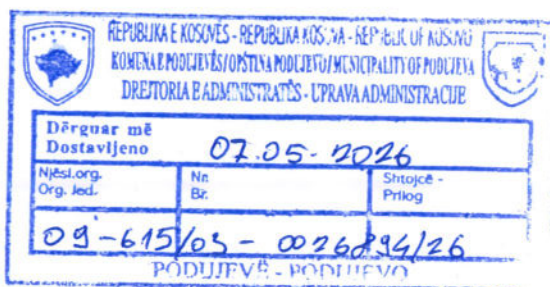 REPUBLIKA E KOSOVËS - REPUBLIKA KOSOVA - REPUBLIC OF KOSOVO
KOMUNA E PODUJEVËS/OPŠTINA PODUJEVO/MUNICIPALITY OF PODUJEVA
DREJTORIA E ADMINISTRATËS - UPRAVA ADMINISTRACIJE
Dërguar më
Dostavljeno 07.05-2026
Njësi.org. Nr. Shtojcë -
Org. Jed. Br. Prilog
09-615/03-0026894/26
PODUJEVË - PODUJEVO